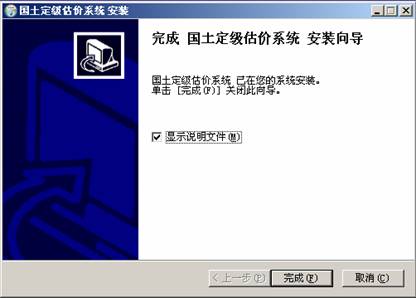 国土定级估价系统 安装
完成 国土定级估价系统 安装向导
国土定级估价系统 已在您的系统安装。
单击 [完成(F)] 关闭此向导。
显示说明文件(M)
< 上一步(P)
完成(F)
取消(C)